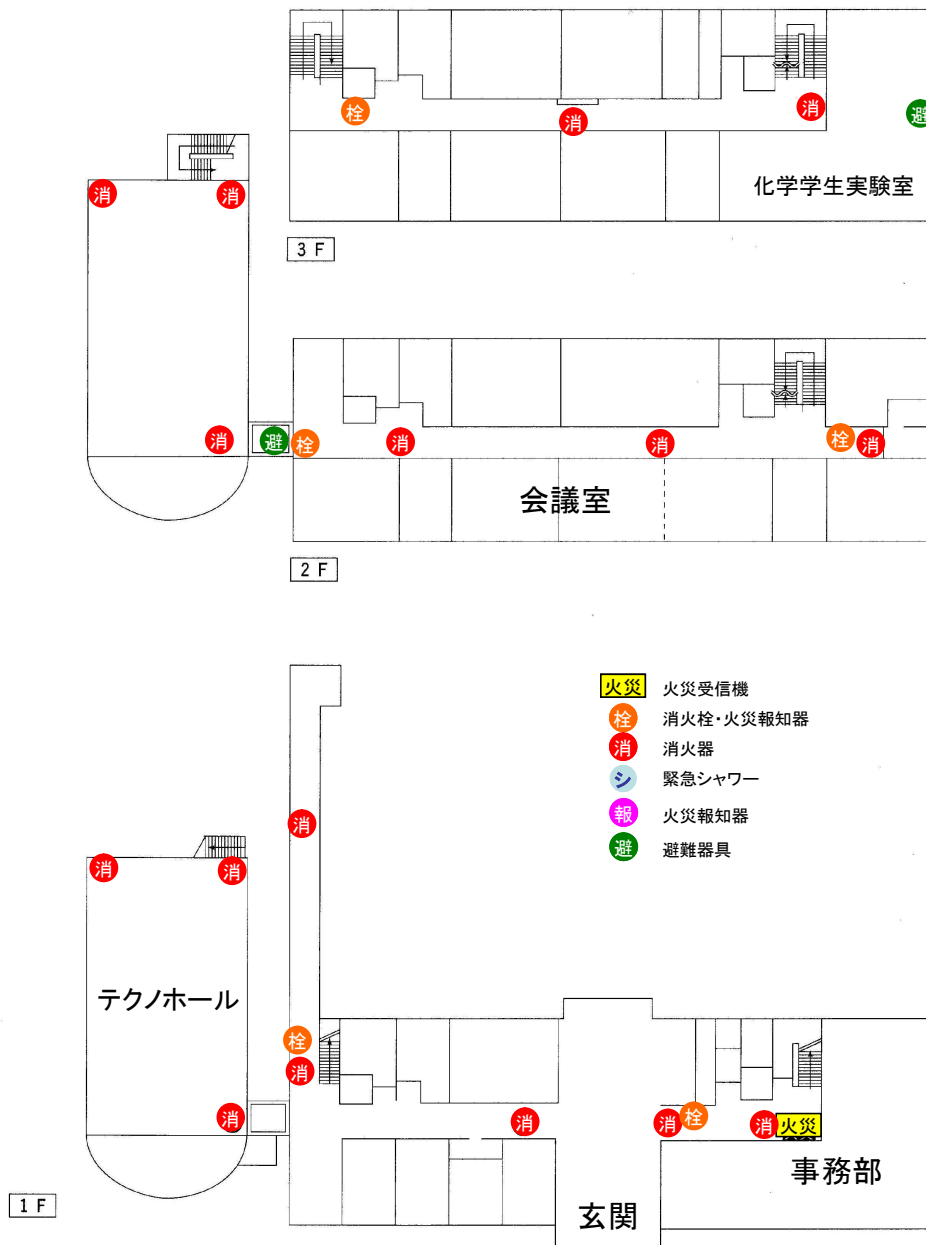 栓
消
消
避
化学学生実験室
3 F
消
消
消
避
栓
消
消
栓
消
会議室
2 F
火災 火災受信機
栓 消火栓・火災報知器
消 消火器
シ 緊急シャワー
報 火災報知器
避 避難器具
消
消
消
テクノホール
栓
消
消
消
消
栓
消
火災
事務部
玄関
1 F